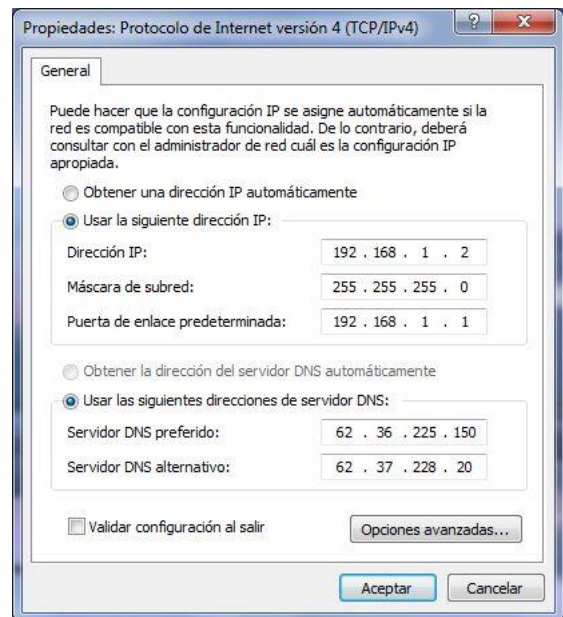 Propiedades: Protocolo de Internet versión 4 (TCP/IPv4)
General
Puede hacer que la configuración IP se asigne automáticamente si la
red es compatible con esta funcionalidad. De lo contrario, deberá
consultar con el administrador de red cuál es la configuración IP
apropiada.
Obtener una dirección IP automáticamente
Usar la siguiente dirección IP:
Dirección IP: 192 . 168 . 1 . 2
Máscara de subred: 255 . 255 . 255 . 0
Puerta de enlace predeterminada: 192 . 168 . 1 . 1
Obtener la dirección del servidor DNS automáticamente
Usar las siguientes direcciones de servidor DNS:
Servidor DNS preferido: 62 . 36 . 225 . 150
Servidor DNS alternativo: 62 . 37 . 228 . 20
Validar configuración al salir Opciones avanzadas...
Aceptar Cancelar